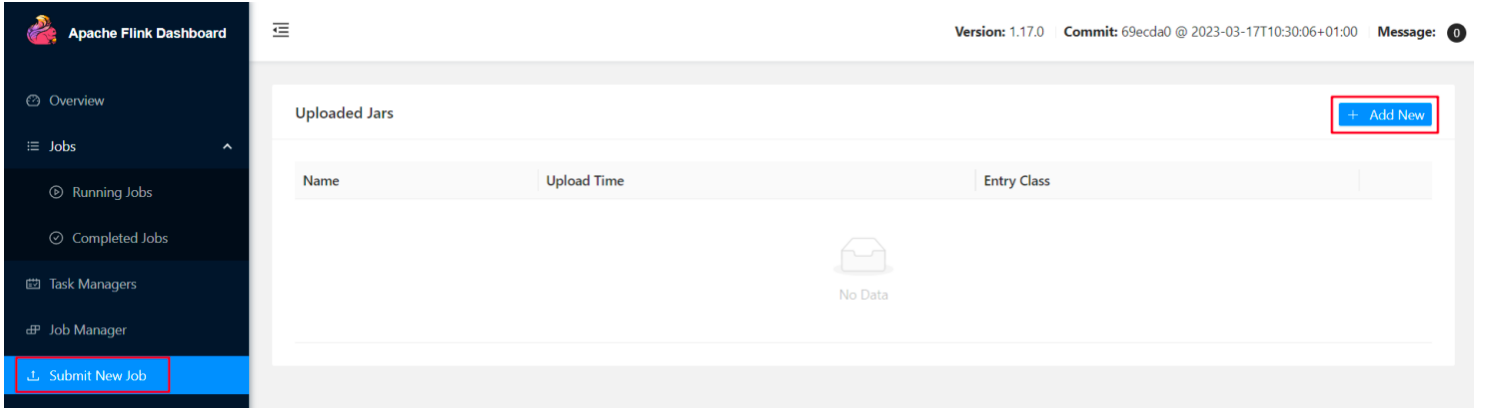 Apache Flink Dashboard
Version: 1.17.0 Commit: 69ecda0 @ 2023-03-17T10:30:06+01:00 Message: 0
Overview
Jobs
Running Jobs
Completed Jobs
Task Managers
Job Manager
Submit New Job
Uploaded Jars
+ Add New
Name Upload Time Entry Class
No Data